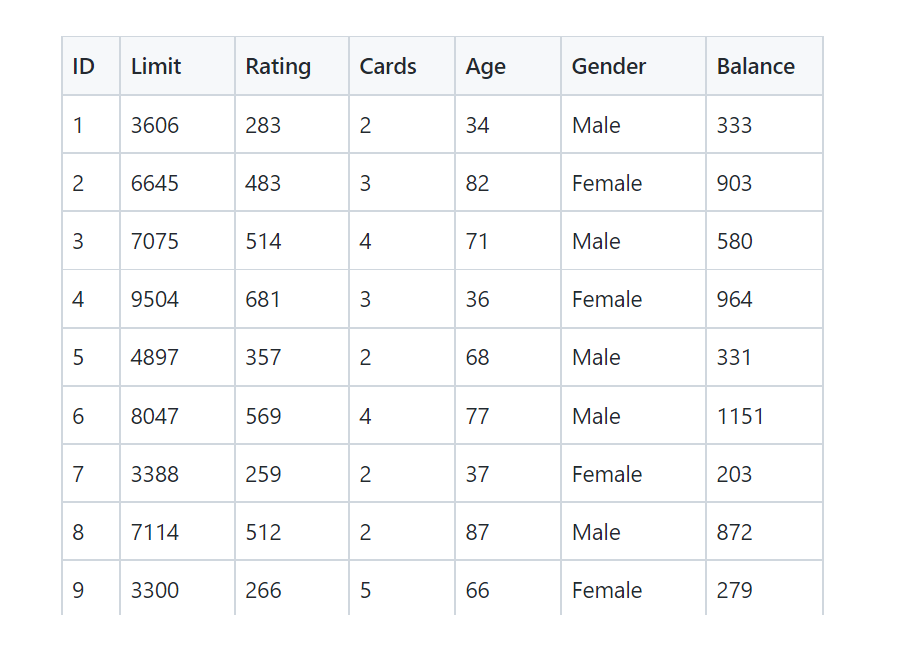 ID Limit Rating Cards Age Gender Balance
1 3606 283 2 34 Male 333
2 6645 483 3 82 Female 903
3 7075 514 4 71 Male 580
4 9504 681 3 36 Female 964
5 4897 357 2 68 Male 331
6 8047 569 4 77 Male 1151
7 3388 259 2 37 Female 203
8 7114 512 2 87 Male 872
9 3300 266 5 66 Female 279